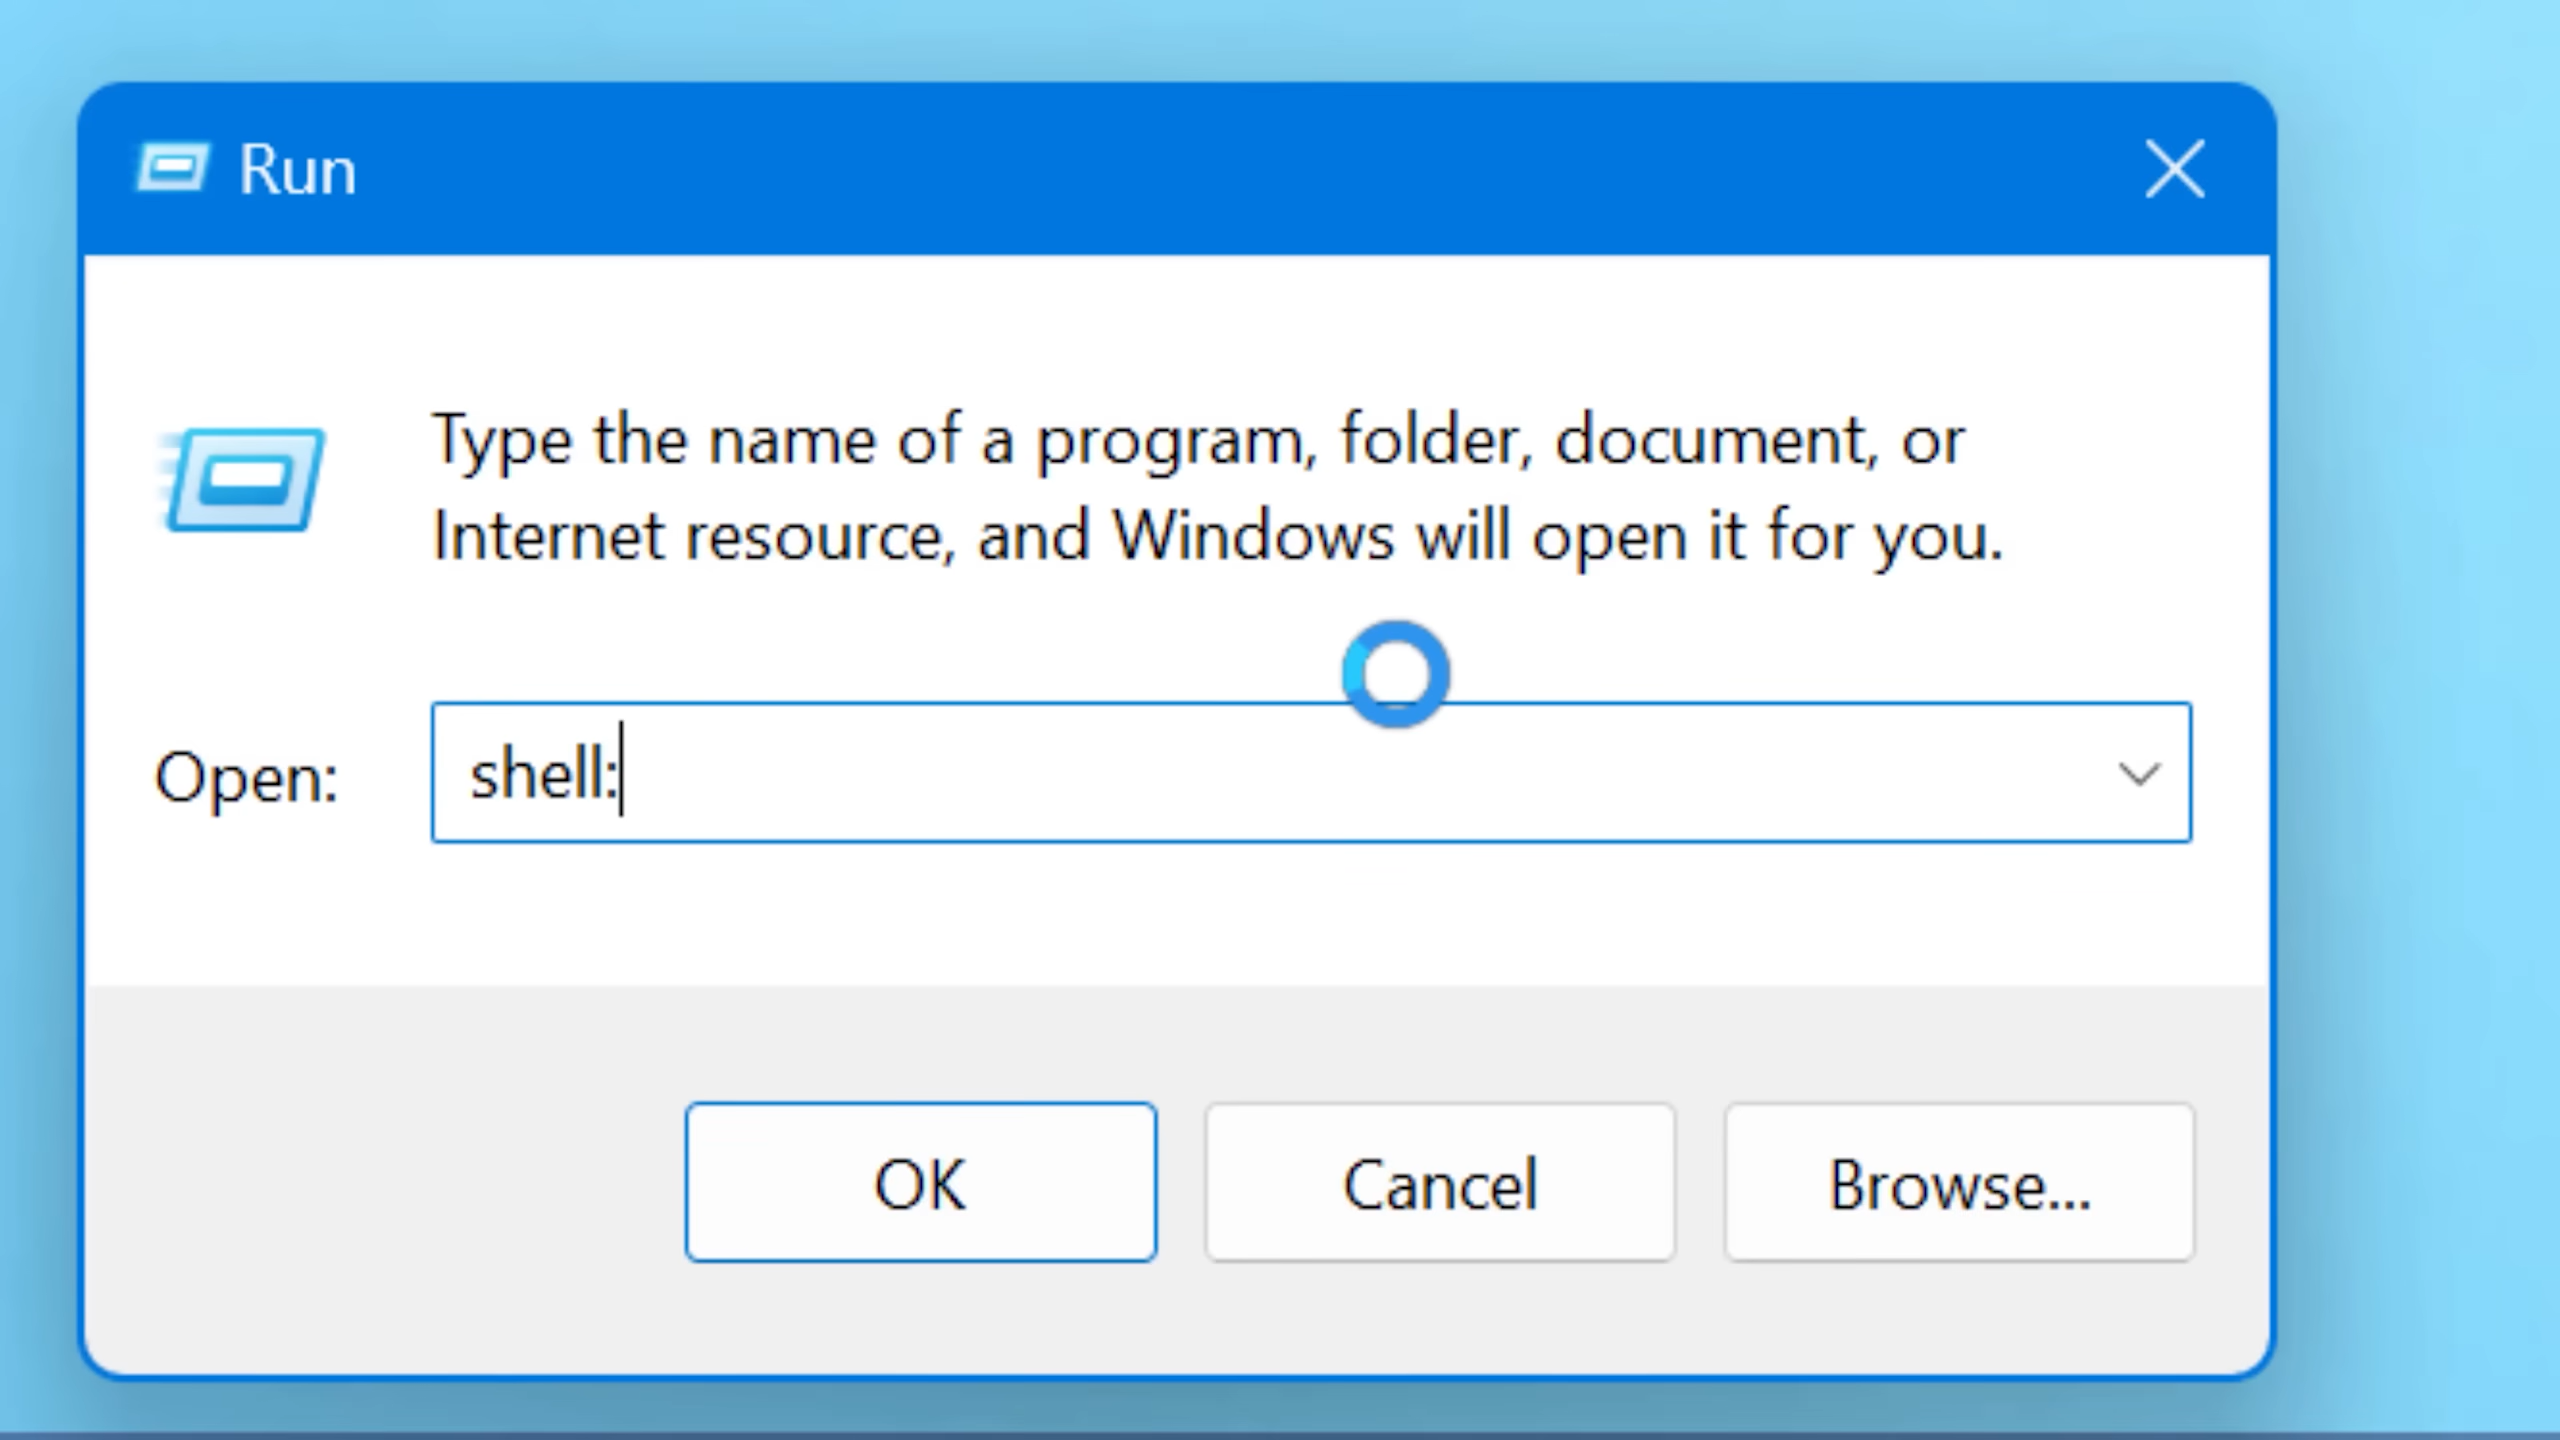 Run
Type the name of a program, folder, document, or
Internet resource, and Windows will open it for you.
Open: shell:
OK Cancel Browse...